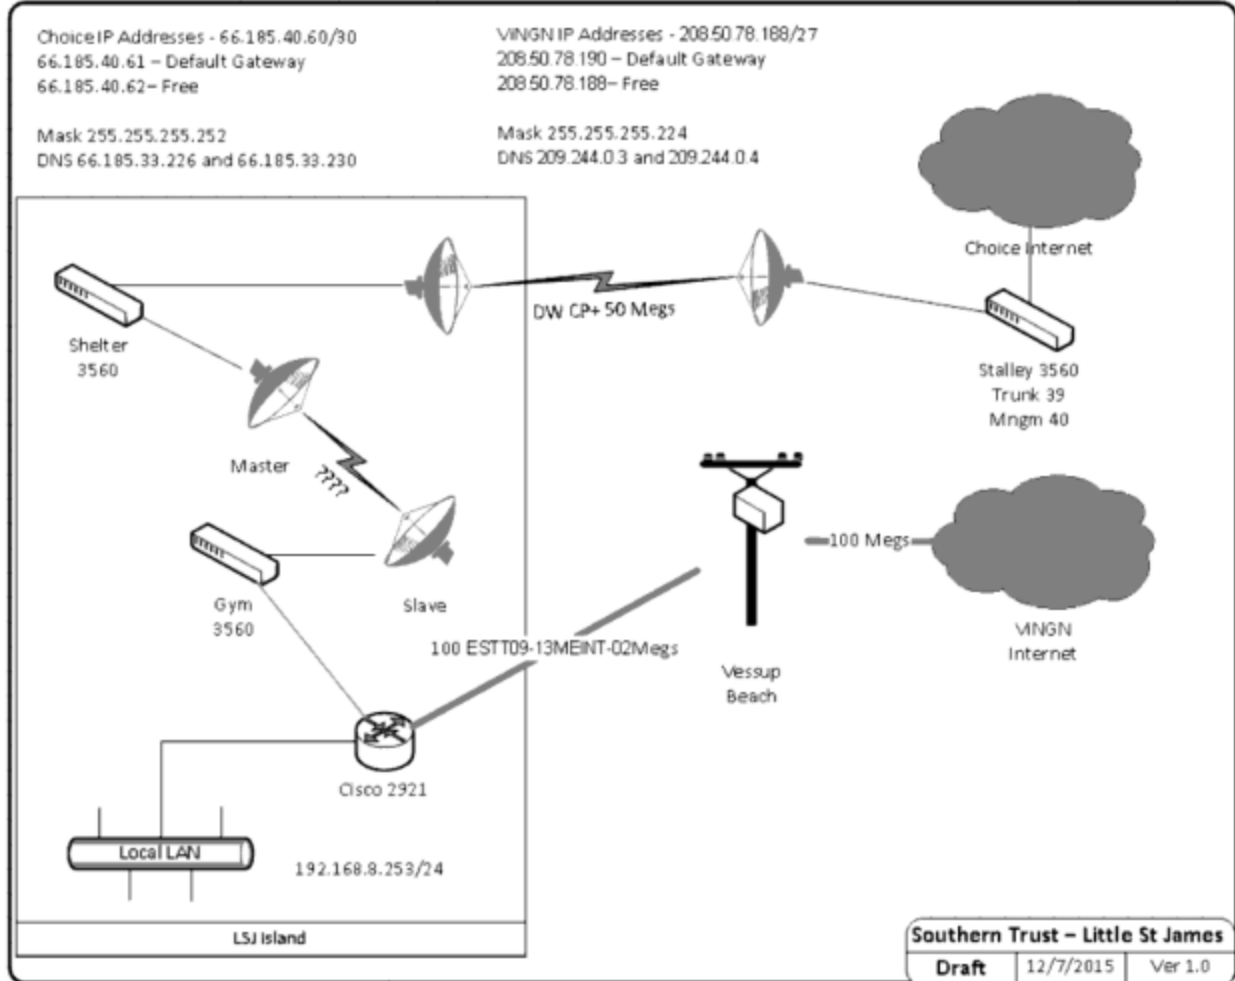 Choice IP Addresses - 66.185.40.60/30
66.185.40.61 – Default Gateway
66.185.40.62– Free
Mask 255.255.255.252
DNS 66.185.33.226 and 66.185.33.230
VINGN IP Addresses - 208.50.78.188/27
208.50.78.190 – Default Gateway
208.50.78.188– Free
Mask 255.255.255.224
DNS 209.244.0.3 and 209.244.0.4
Choice Internet
DW CP+ 50 Megs
Shelter
3560
Stalley 3560
Trunk 39
Mngm 40
Master
????
100 Megs
Gym
3560
Slave
VINGN
Internet
100 ESTT09-13MEINT-02Megs
Vessup
Beach
Cisco 2921
Local LAN
192.168.8.253/24
LSJ Island
Southern Trust – Little St James
Draft
12/7/2015
Ver 1.0